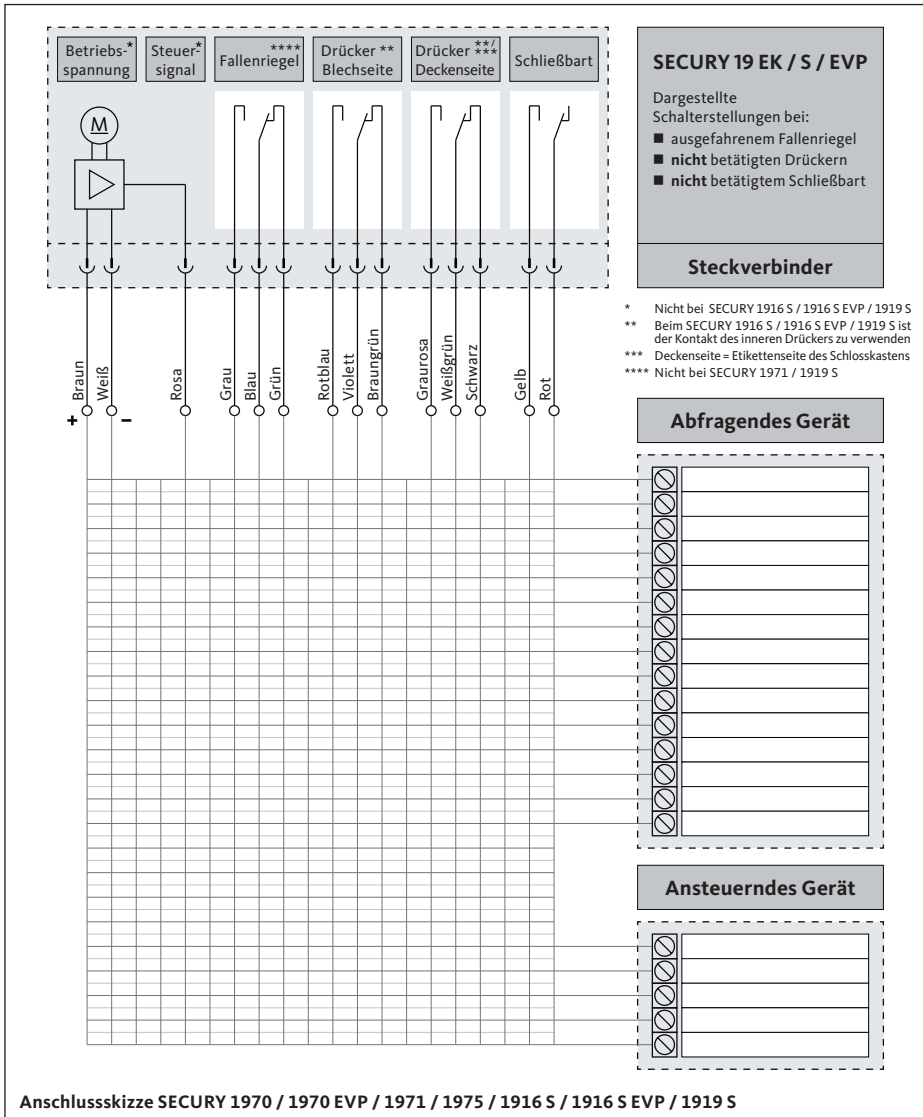 Betriebs-*
spannung
Steuer-*
signal
****
Fallenriegel
Drücker **
Blechseite
Drücker **/***
Deckenseite
Schließbart
M
SECURY 19 EK / S / EVP
Dargestellte
Schalterstellungen bei:
■ ausgefahrenem Fallenriegel
■ nicht betätigten Drückern
■ nicht betätigtem Schließbart
Steckverbinder
* Nicht bei SECURY 1916 S / 1916 S EVP / 1919 S
** Beim SECURY 1916 S / 1916 S EVP / 1919 S ist
der Kontakt des inneren Drückers zu verwenden
*** Deckenseite = Etikettenseite des Schlosskastens
**** Nicht bei SECURY 1971 / 1919 S
Braun
Weiß
Rosa
Grau
Blau
Grün
Rotblau
Violett
Braungrün
Graurosa
Weißgrün
Schwarz
Gelb
Rot
+
–
Abfragendes Gerät
Ansteuerndes Gerät
Anschlussskizze SECURY 1970 / 1970 EVP / 1971 / 1975 / 1916 S / 1916 S EVP / 1919 S